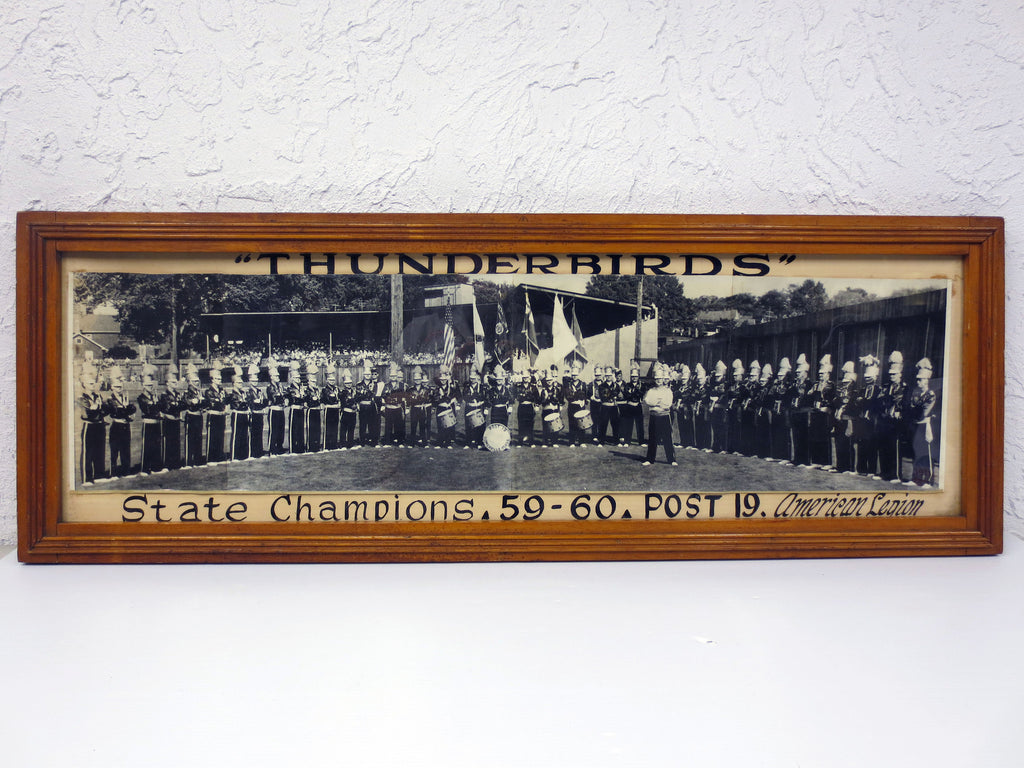 "THUNDERBIRDS"
State Champions. 59-60. POST 19. American Legion